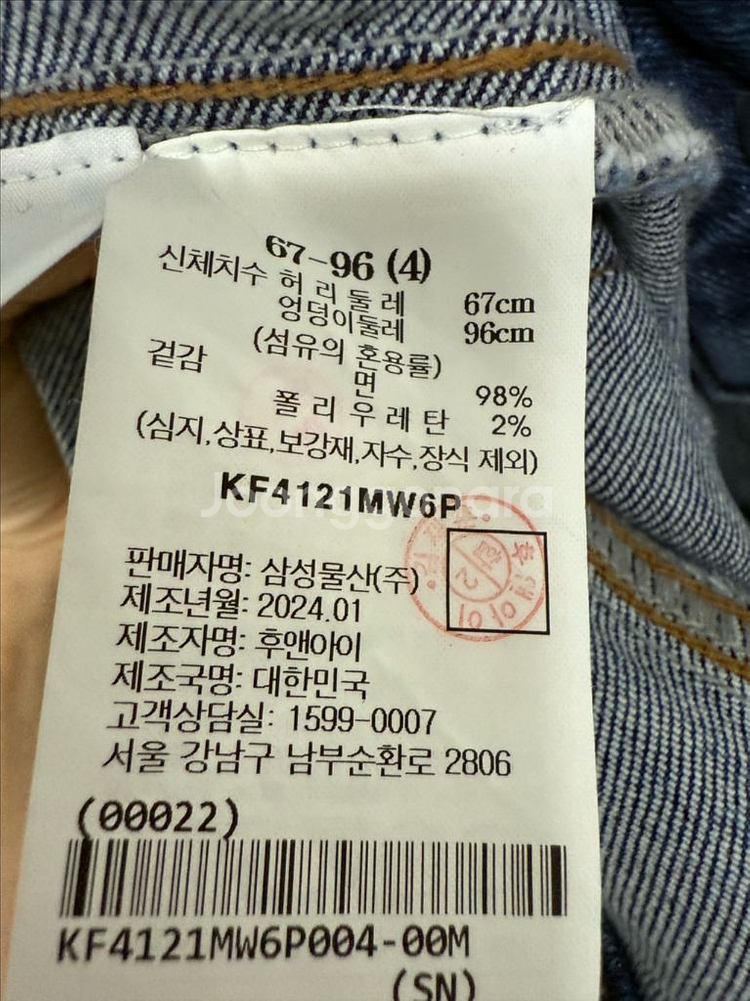 67-96 (4)
신체치수 허 리 둘 레 67cm
엉덩이둘레 96cm
(섬유의 혼용률)
겉감 면 98%
폴 리 우 레 탄 2%
(심지,상표,보강재,자수,장식 제외)
Joonggonara
KF4121MW6P
판매자명: 삼성물산(주)
제조년월: 2024.01
제조자명: 후앤아이
제조국명: 대한민국
고객상담실: 1599-0007
서울 강남구 남부순환로 2806
(00022)
KF4121MW6P004-00M
(SN)